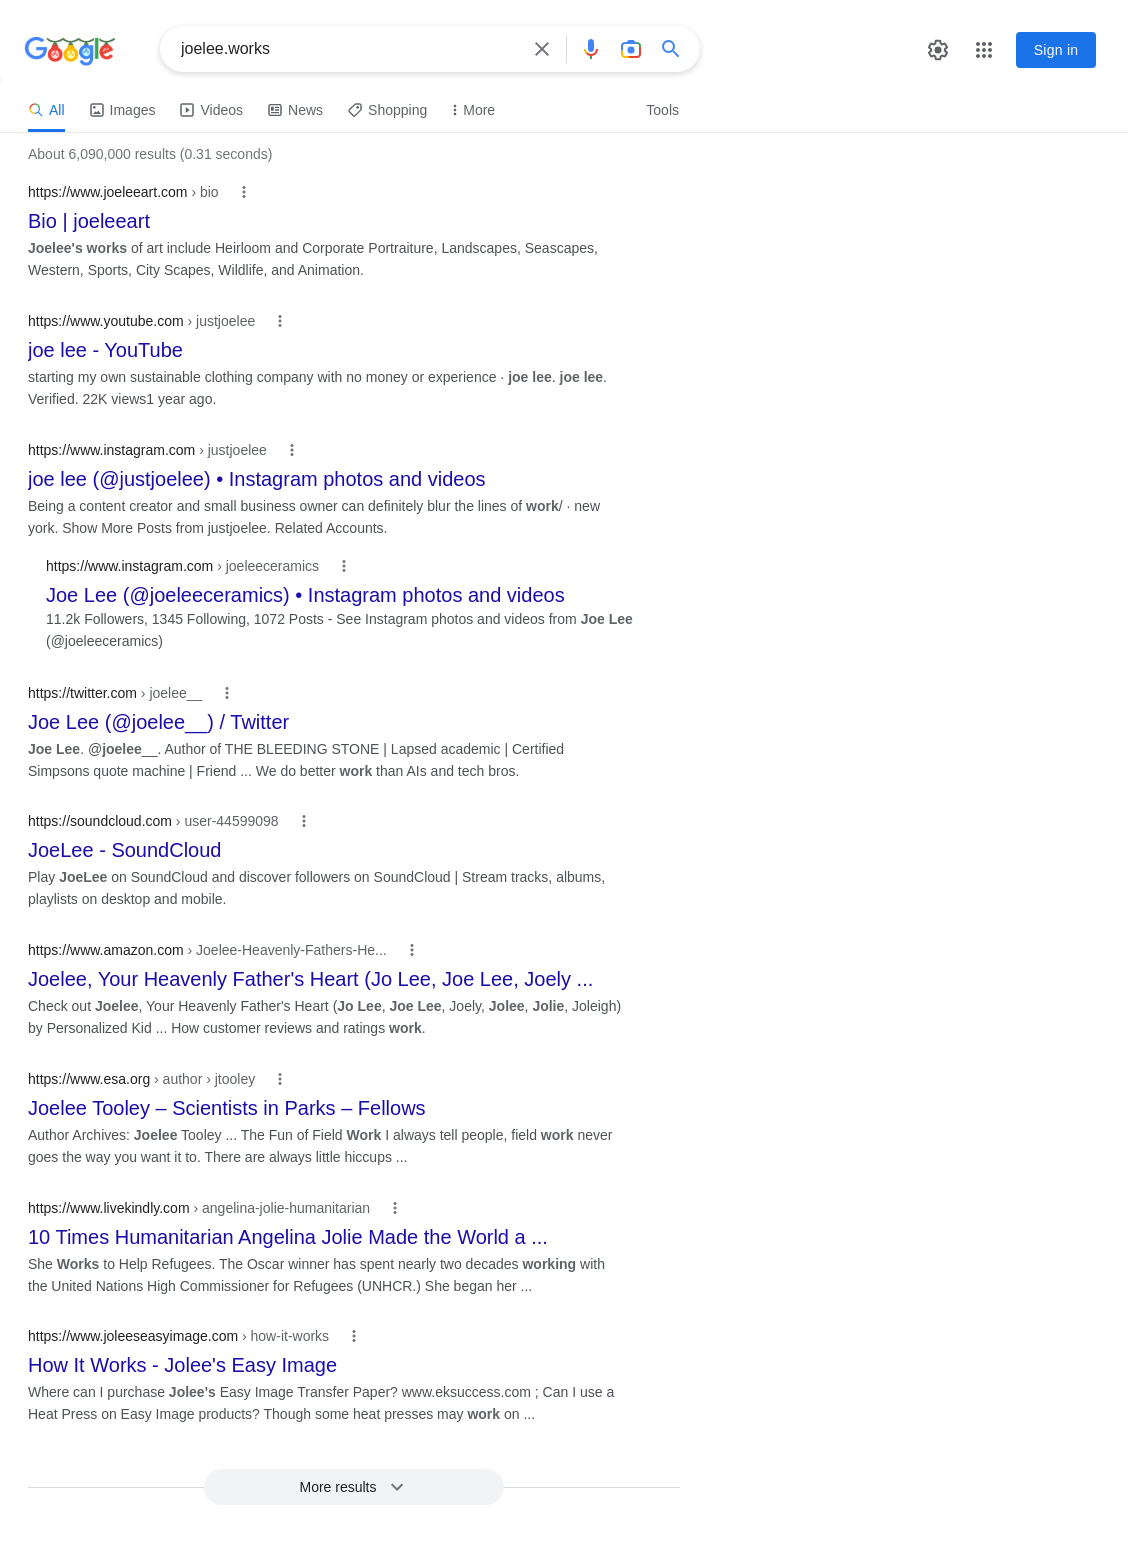 Google
joelee.works
Sign in
All Images Videos News Shopping More Tools
About 6,090,000 results (0.31 seconds)
https://www.joeleeart.com › bio
Bio | joeleeart
Joelee's works of art include Heirloom and Corporate Portraiture, Landscapes, Seascapes,
Western, Sports, City Scapes, Wildlife, and Animation.
https://www.youtube.com › justjoelee
joe lee - YouTube
starting my own sustainable clothing company with no money or experience · joe lee. joe lee.
Verified. 22K views1 year ago.
https://www.instagram.com › justjoelee
joe lee (@justjoelee) • Instagram photos and videos
Being a content creator and small business owner can definitely blur the lines of work/ · new
york. Show More Posts from justjoelee. Related Accounts.
https://www.instagram.com › joeleeceramics
Joe Lee (@joeleeceramics) • Instagram photos and videos
11.2k Followers, 1345 Following, 1072 Posts - See Instagram photos and videos from Joe Lee
(@joeleeceramics)
https://twitter.com › joelee__
Joe Lee (@joelee__) / Twitter
Joe Lee. @joelee__. Author of THE BLEEDING STONE | Lapsed academic | Certified
Simpsons quote machine | Friend ... We do better work than AIs and tech bros.
https://soundcloud.com › user-44599098
JoeLee - SoundCloud
Play JoeLee on SoundCloud and discover followers on SoundCloud | Stream tracks, albums,
playlists on desktop and mobile.
https://www.amazon.com › Joelee-Heavenly-Fathers-He...
Joelee, Your Heavenly Father's Heart (Jo Lee, Joe Lee, Joely ...
Check out Joelee, Your Heavenly Father's Heart (Jo Lee, Joe Lee, Joely, Jolee, Jolie, Joleigh)
by Personalized Kid ... How customer reviews and ratings work.
https://www.esa.org › author › jtooley
Joelee Tooley – Scientists in Parks – Fellows
Author Archives: Joelee Tooley ... The Fun of Field Work I always tell people, field work never
goes the way you want it to. There are always little hiccups ...
https://www.livekindly.com › angelina-jolie-humanitarian
10 Times Humanitarian Angelina Jolie Made the World a ...
She Works to Help Refugees. The Oscar winner has spent nearly two decades working with
the United Nations High Commissioner for Refugees (UNHCR.) She began her ...
https://www.joleeseasyimage.com › how-it-works
How It Works - Jolee's Easy Image
Where can I purchase Jolee's Easy Image Transfer Paper? www.eksuccess.com ; Can I use a
Heat Press on Easy Image products? Though some heat presses may work on ...
More results